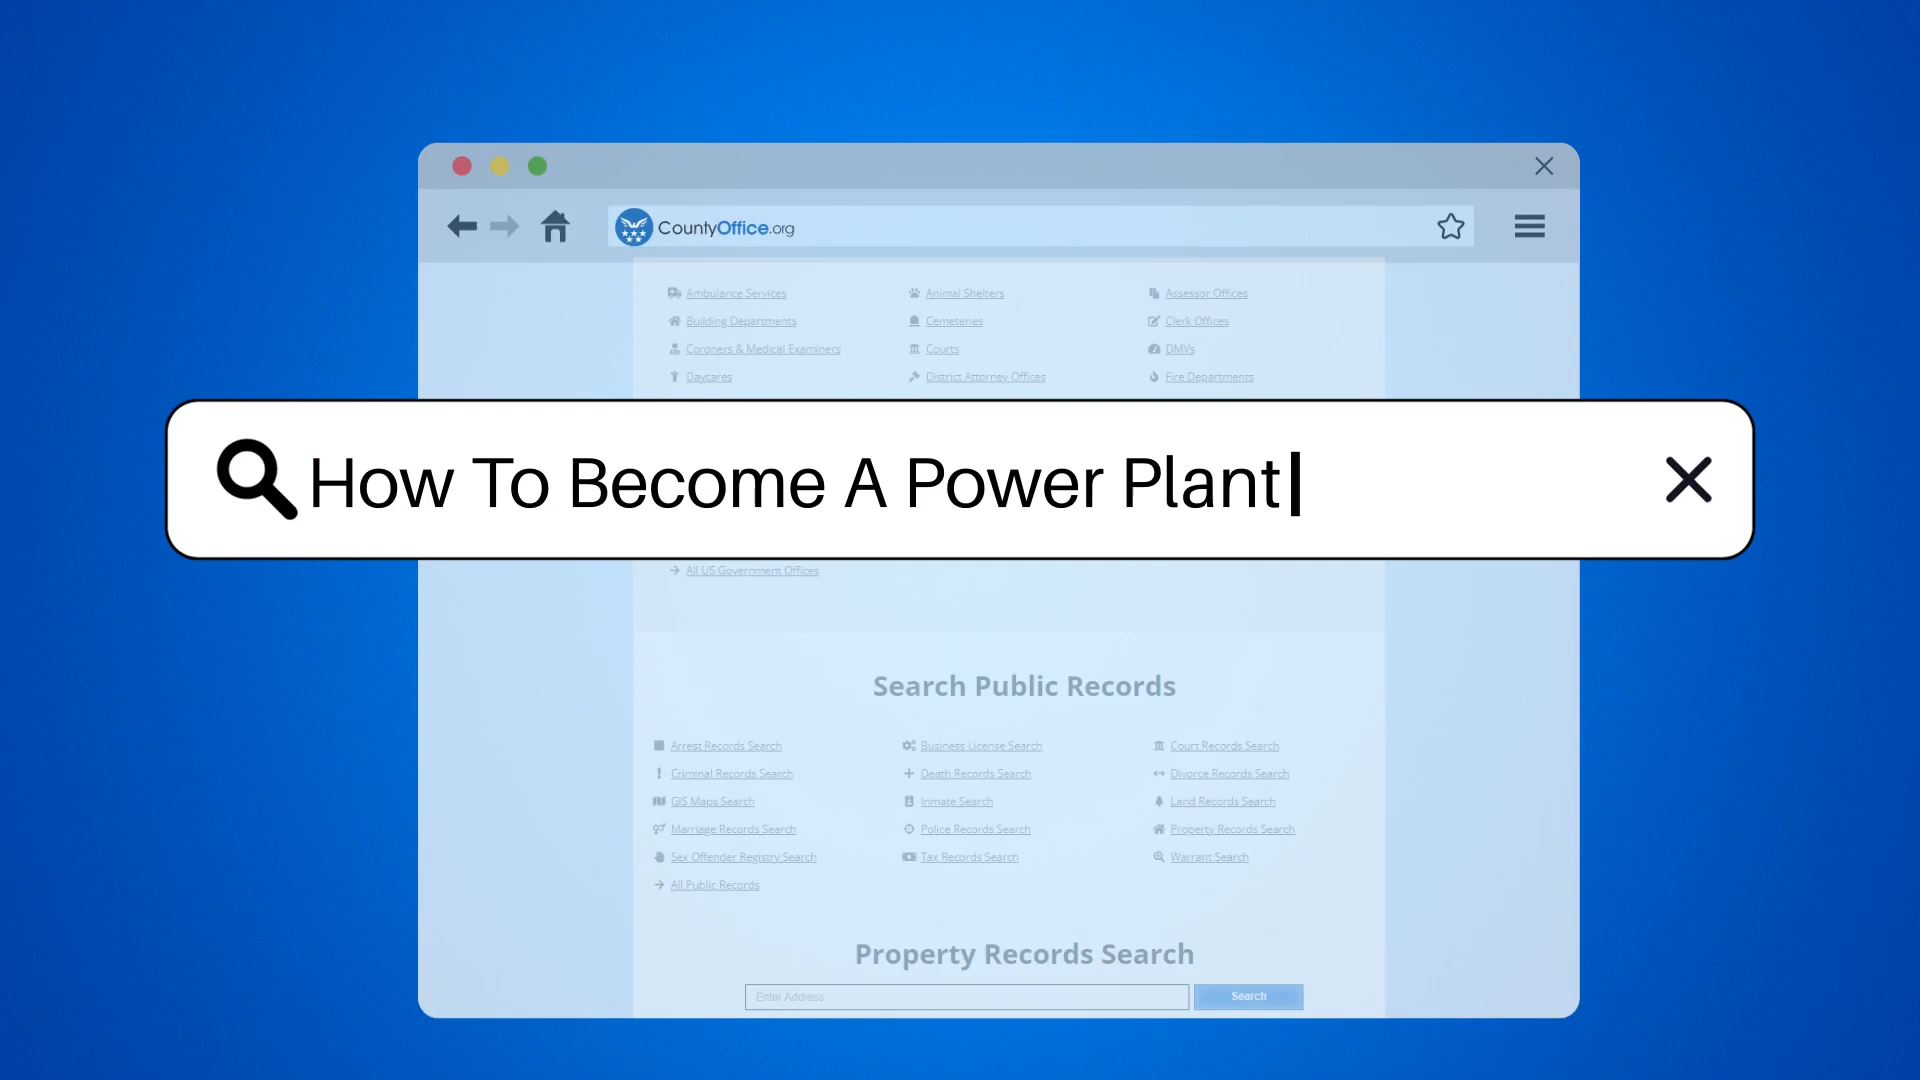 CountyOffice.org
Ambulance Services Animal Shelters Assessor Offices
Building Departments Cemeteries Clerk Offices
Coroners & Medical Examiners Courts DMVs
Daycares District Attorney Offices Fire Departments
How To Become A Power Plant
All US Government Offices
Search Public Records
Arrest Records Search Business License Search Court Records Search
Criminal Records Search Death Records Search Divorce Records Search
GIS Maps Search Inmate Search Land Records Search
Marriage Records Search Police Records Search Property Records Search
Sex Offender Registry Search Tax Records Search Warrant Search
All Public Records
Property Records Search
Enter Address Search